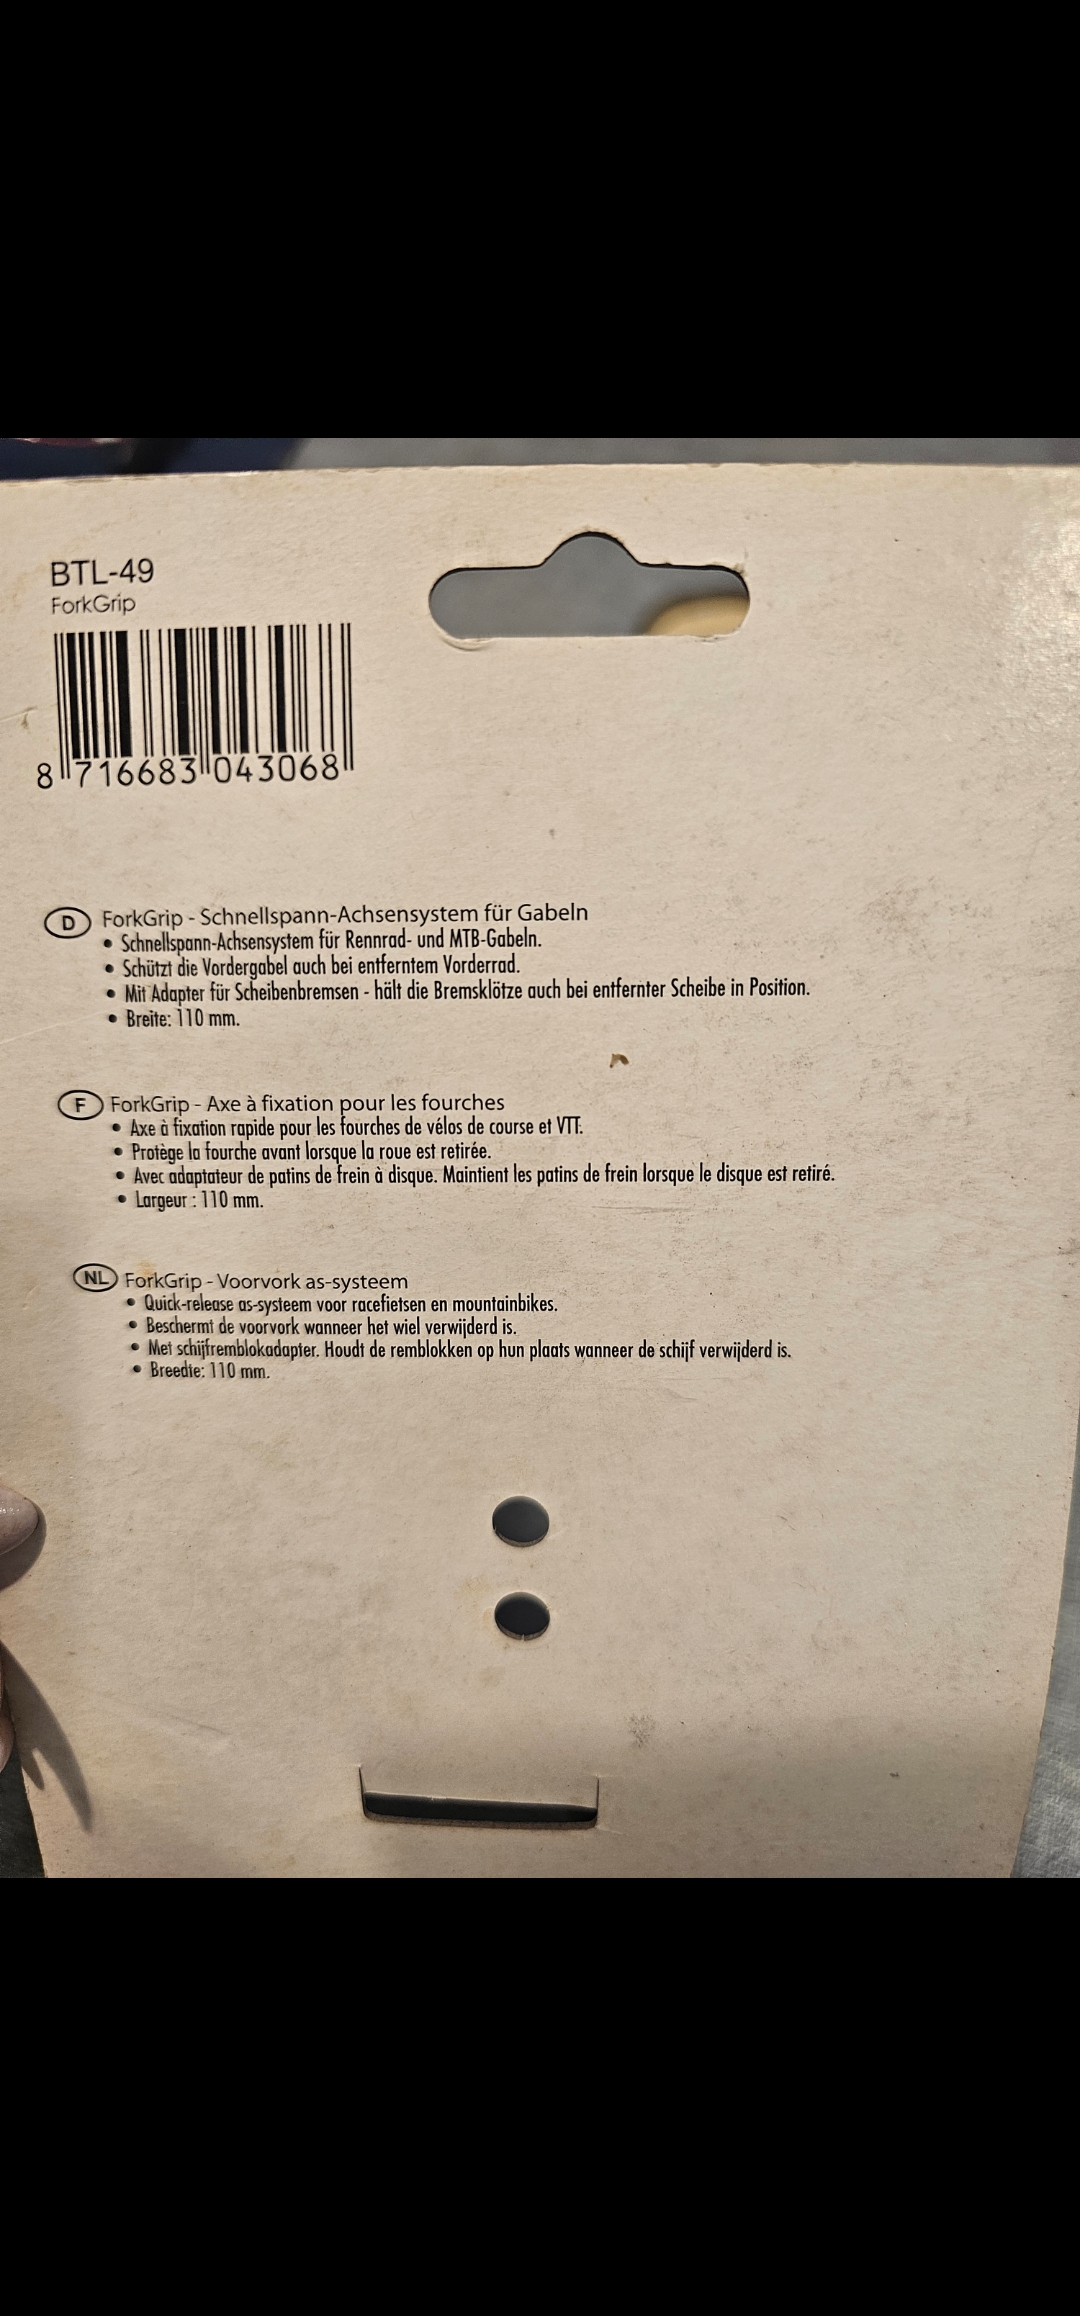 BTL-49
ForkGrip
8 716683 043068
D ForkGrip - Schnellspann-Achsensystem für Gabeln
• Schnellspann-Achsensystem für Rennrad- und MTB-Gabeln.
• Schützt die Vordergabel auch bei entferntem Vorderrad.
• Mit Adapter für Scheibenbremsen - hält die Bremsklötze auch bei entfernter Scheibe in Position.
• Breite: 110 mm.
F ForkGrip - Axe à fixation pour les fourches
• Axe à fixation rapide pour les fourches de vélos de course et VTT.
• Protège la fourche avant lorsque la roue est retirée.
• Avec adaptateur de patins de frein à disque. Maintient les patins de frein lorsque le disque est retiré.
• Largeur : 110 mm.
NL ForkGrip - Voorvork as-systeem
• Quick-release as-systeem voor racefietsen en mountainbikes.
• Beschermt de voorvork wanneer het wiel verwijderd is.
• Met schijfremblokadapter. Houdt de remblokken op hun plaats wanneer de schijf verwijderd is.
• Breedte: 110 mm.